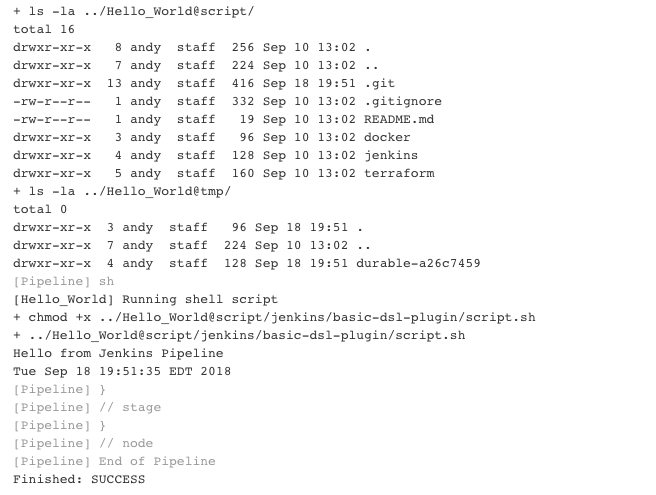 + ls -la ../Hello_World@script/
total 16
drwxr-xr-x   8 andy  staff  256 Sep 10 13:02 .
drwxr-xr-x   7 andy  staff  224 Sep 10 13:02 ..
drwxr-xr-x  13 andy  staff  416 Sep 18 19:51 .git
-rw-r--r--   1 andy  staff  332 Sep 10 13:02 .gitignore
-rw-r--r--   1 andy  staff   19 Sep 10 13:02 README.md
drwxr-xr-x   3 andy  staff   96 Sep 10 13:02 docker
drwxr-xr-x   4 andy  staff  128 Sep 10 13:02 jenkins
drwxr-xr-x   5 andy  staff  160 Sep 10 13:02 terraform
+ ls -la ../Hello_World@tmp/
total 0
drwxr-xr-x  3 andy  staff   96 Sep 18 19:51 .
drwxr-xr-x  7 andy  staff  224 Sep 10 13:02 ..
drwxr-xr-x  4 andy  staff  128 Sep 18 19:51 durable-a26c7459
[Pipeline] sh
[Hello_World] Running shell script
+ chmod +x ../Hello_World@script/jenkins/basic-dsl-plugin/script.sh
+ ../Hello_World@script/jenkins/basic-dsl-plugin/script.sh
Hello from Jenkins Pipeline
Tue Sep 18 19:51:35 EDT 2018
[Pipeline] }
[Pipeline] // stage
[Pipeline] }
[Pipeline] // node
[Pipeline] End of Pipeline
Finished: SUCCESS